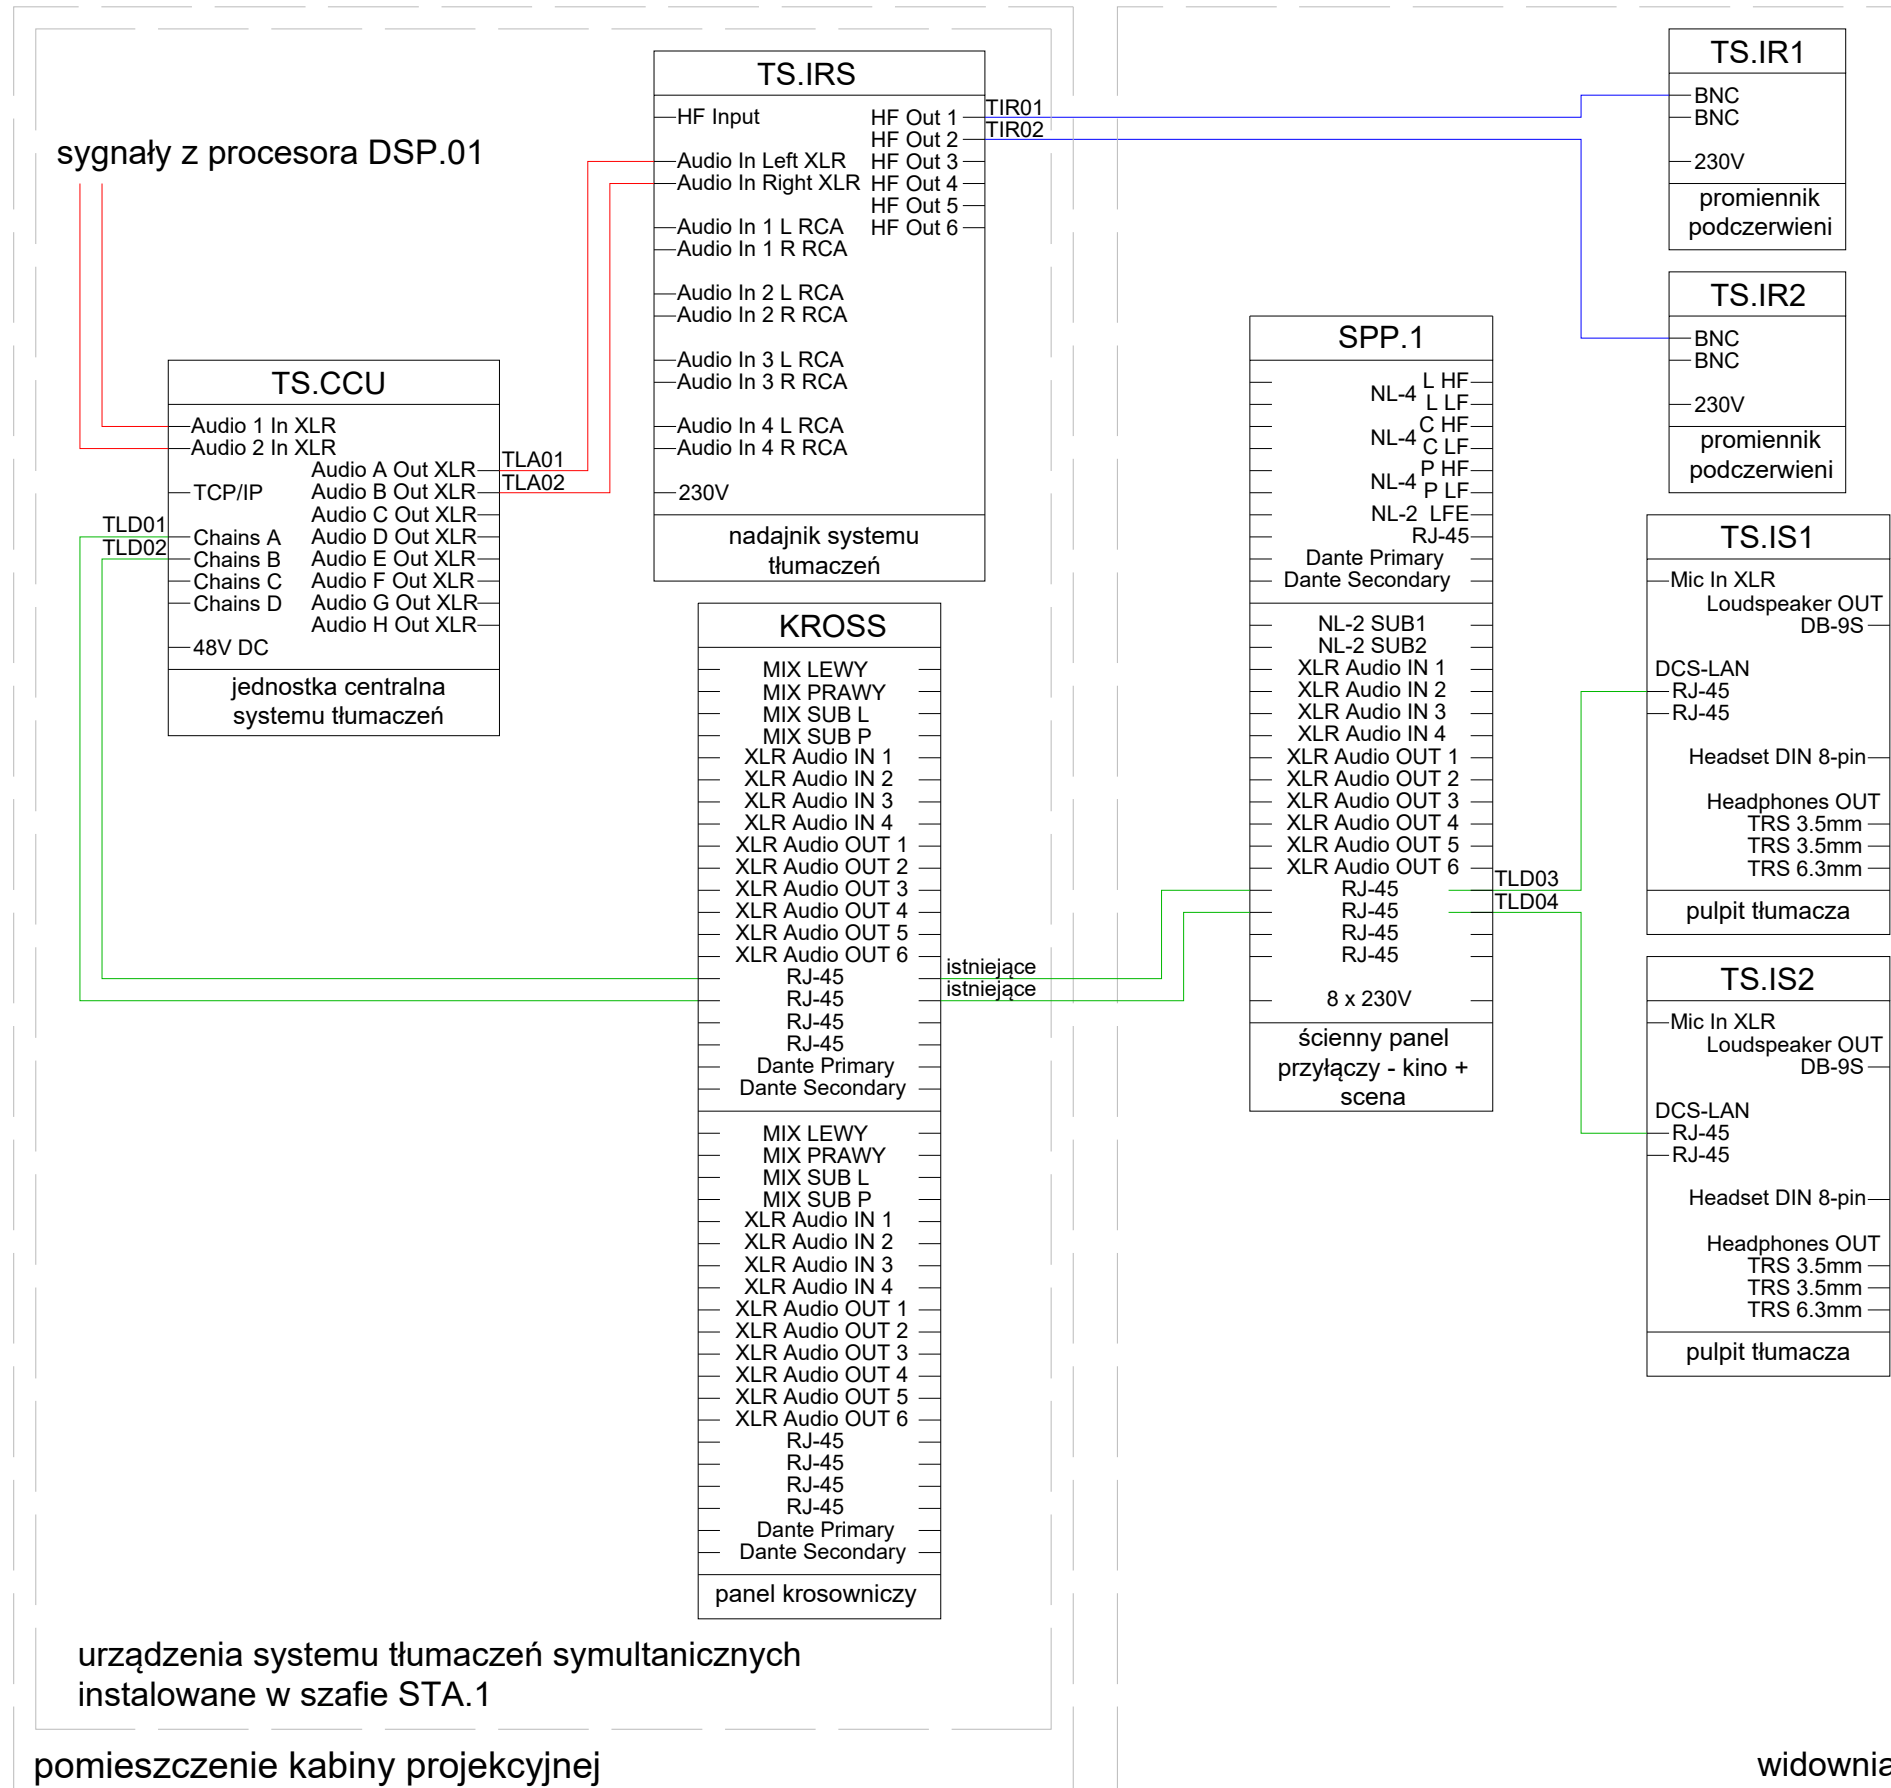 sygnały z procesora DSP.01
TS.CCU
Audio 1 In XLR
Audio 2 In XLR
Audio A Out XLR
TCP/IP
Audio B Out XLR
Audio C Out XLR
Chains A
Audio D Out XLR
Chains B
Audio E Out XLR
Chains C
Audio F Out XLR
Chains D
Audio G Out XLR
Audio H Out XLR
48V DC
jednostka centralna
systemu tłumaczeń
TLD01
TLD02
TLA01
TLA02
TS.IRS
HF Input
HF Out 1
HF Out 2
Audio In Left XLR
HF Out 3
Audio In Right XLR
HF Out 4
HF Out 5
Audio In 1 L RCA
HF Out 6
Audio In 1 R RCA
Audio In 2 L RCA
Audio In 2 R RCA
Audio In 3 L RCA
Audio In 3 R RCA
Audio In 4 L RCA
Audio In 4 R RCA
230V
nadajnik systemu
tłumaczeń
TIR01
TIR02
KROSS
MIX LEWY
MIX PRAWY
MIX SUB L
MIX SUB P
XLR Audio IN 1
XLR Audio IN 2
XLR Audio IN 3
XLR Audio IN 4
XLR Audio OUT 1
XLR Audio OUT 2
XLR Audio OUT 3
XLR Audio OUT 4
XLR Audio OUT 5
XLR Audio OUT 6
RJ-45
RJ-45
RJ-45
RJ-45
Dante Primary
Dante Secondary
MIX LEWY
MIX PRAWY
MIX SUB L
MIX SUB P
XLR Audio IN 1
XLR Audio IN 2
XLR Audio IN 3
XLR Audio IN 4
XLR Audio OUT 1
XLR Audio OUT 2
XLR Audio OUT 3
XLR Audio OUT 4
XLR Audio OUT 5
XLR Audio OUT 6
RJ-45
RJ-45
RJ-45
RJ-45
Dante Primary
Dante Secondary
panel krosowniczy
istniejące
istniejące
SPP.1
L HF
NL-4
L LF
C HF
NL-4
C LF
P HF
NL-4
P LF
NL-2 LFE
RJ-45
Dante Primary
Dante Secondary
NL-2 SUB1
NL-2 SUB2
XLR Audio IN 1
XLR Audio IN 2
XLR Audio IN 3
XLR Audio IN 4
XLR Audio OUT 1
XLR Audio OUT 2
XLR Audio OUT 3
XLR Audio OUT 4
XLR Audio OUT 5
XLR Audio OUT 6
RJ-45
RJ-45
RJ-45
RJ-45
8 x 230V
ścienny panel
przyłączy - kino +
scena
TLD03
TLD04
TS.IR1
BNC
BNC
230V
promiennik
podczerwieni
TS.IR2
BNC
BNC
230V
promiennik
podczerwieni
TS.IS1
Mic In XLR
Loudspeaker OUT
DB-9S
DCS-LAN
RJ-45
RJ-45
Headset DIN 8-pin
Headphones OUT
TRS 3.5mm
TRS 3.5mm
TRS 6.3mm
pulpit tłumacza
TS.IS2
Mic In XLR
Loudspeaker OUT
DB-9S
DCS-LAN
RJ-45
RJ-45
Headset DIN 8-pin
Headphones OUT
TRS 3.5mm
TRS 3.5mm
TRS 6.3mm
pulpit tłumacza
urządzenia systemu tłumaczeń symultanicznych
instalowane w szafie STA.1
pomieszczenie kabiny projekcyjnej
widownia